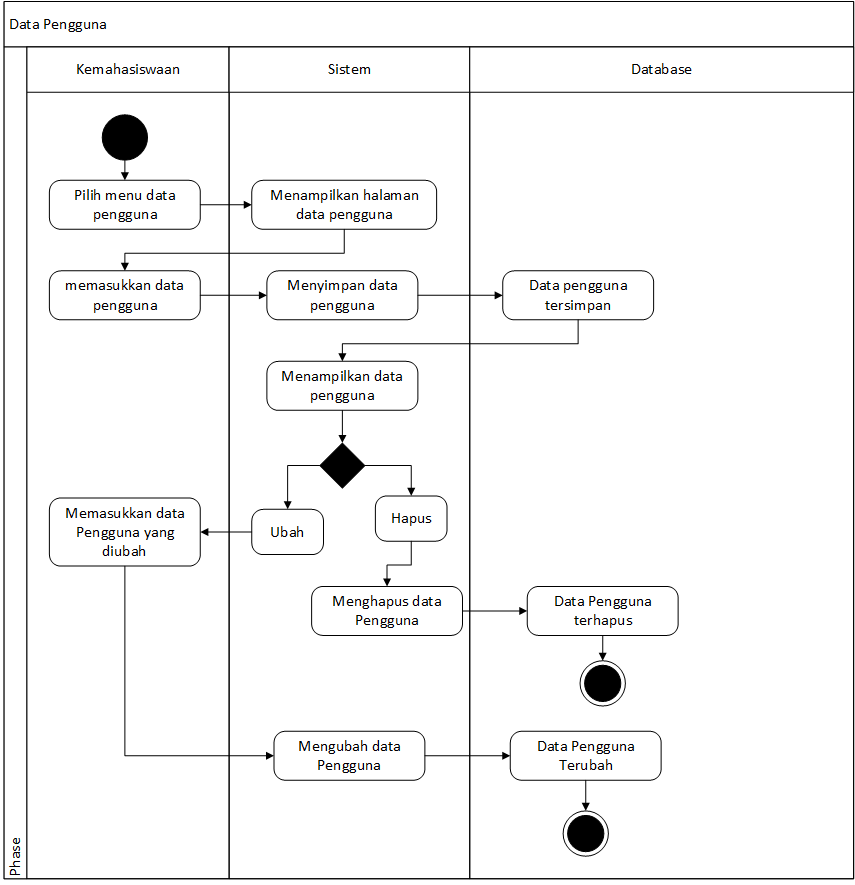 Data Pengguna
Kemahasiswaan
Sistem
Database
Pilih menu data
pengguna
Menampilkan halaman
data pengguna
memasukkan data
pengguna
Menyimpan data
pengguna
Data pengguna
tersimpan
Menampilkan data
pengguna
Ubah
Hapus
Memasukkan data
Pengguna yang
diubah
Menghapus data
Pengguna
Data Pengguna
terhapus
Mengubah data
Pengguna
Data Pengguna
Terubah
Phase